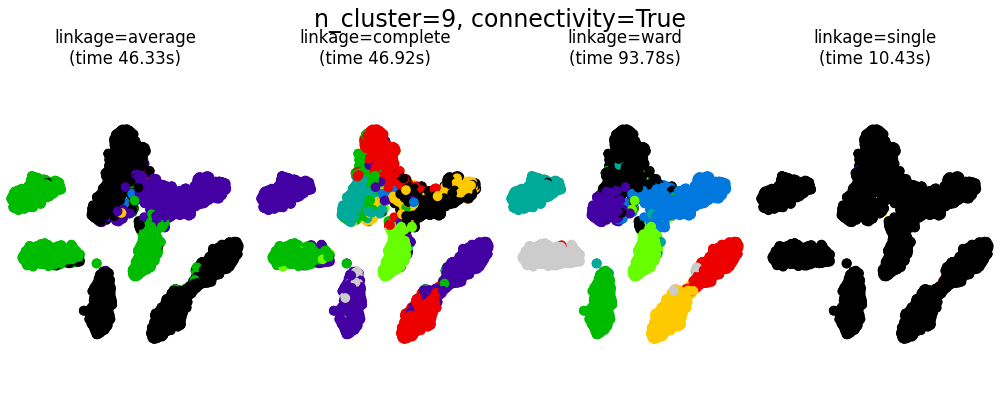 n_cluster=9, connectivity=True
linkage=average
(time 46.33s)
linkage=complete
(time 46.92s)
linkage=ward
(time 93.78s)
linkage=single
(time 10.43s)